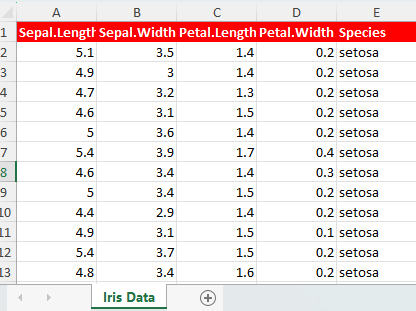 A B C D E
1 Sepal.Length Sepal.Width Petal.Length Petal.Width Species
2 5.1 3.5 1.4 0.2 setosa
3 4.9 3 1.4 0.2 setosa
4 4.7 3.2 1.3 0.2 setosa
5 4.6 3.1 1.5 0.2 setosa
6 5 3.6 1.4 0.2 setosa
7 5.4 3.9 1.7 0.4 setosa
8 4.6 3.4 1.4 0.3 setosa
9 5 3.4 1.5 0.2 setosa
10 4.4 2.9 1.4 0.2 setosa
11 4.9 3.1 1.5 0.1 setosa
12 5.4 3.7 1.5 0.2 setosa
13 4.8 3.4 1.6 0.2 setosa
Iris Data